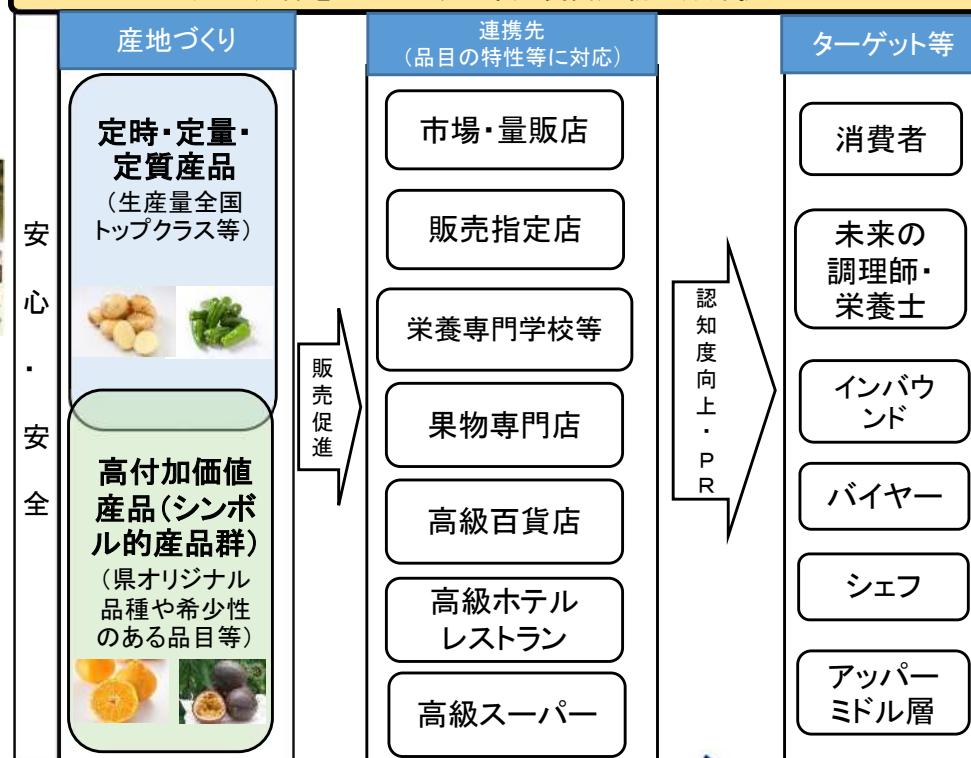 産地づくり
連携先
（品目の特性等に対応）
ターゲット等
安心・安全
定時・定量・
定質産品
（生産量全国
トップクラス等）
高付加価値
産品（シンボ
ル的産品群）
（県オリジナル
品種や希少性
のある品目等）
販売促進
市場・量販店
販売指定店
栄養専門学校等
果物専門店
高級百貨店
高級ホテル
レストラン
高級スーパー
認知度向上・PR
消費者
未来の
調理師・
栄養士
インバウ
ンド
バイヤー
シェフ
アッパー
ミドル層